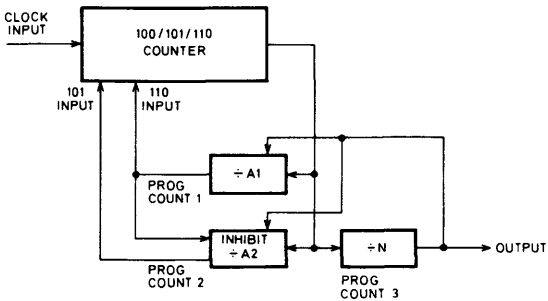 CLOCK
INPUT
100/101/110
COUNTER
101
INPUT
110
INPUT
÷A1
PROG
COUNT 1
INHIBIT
÷A2
PROG
COUNT 2
÷N
PROG
COUNT 3
OUTPUT